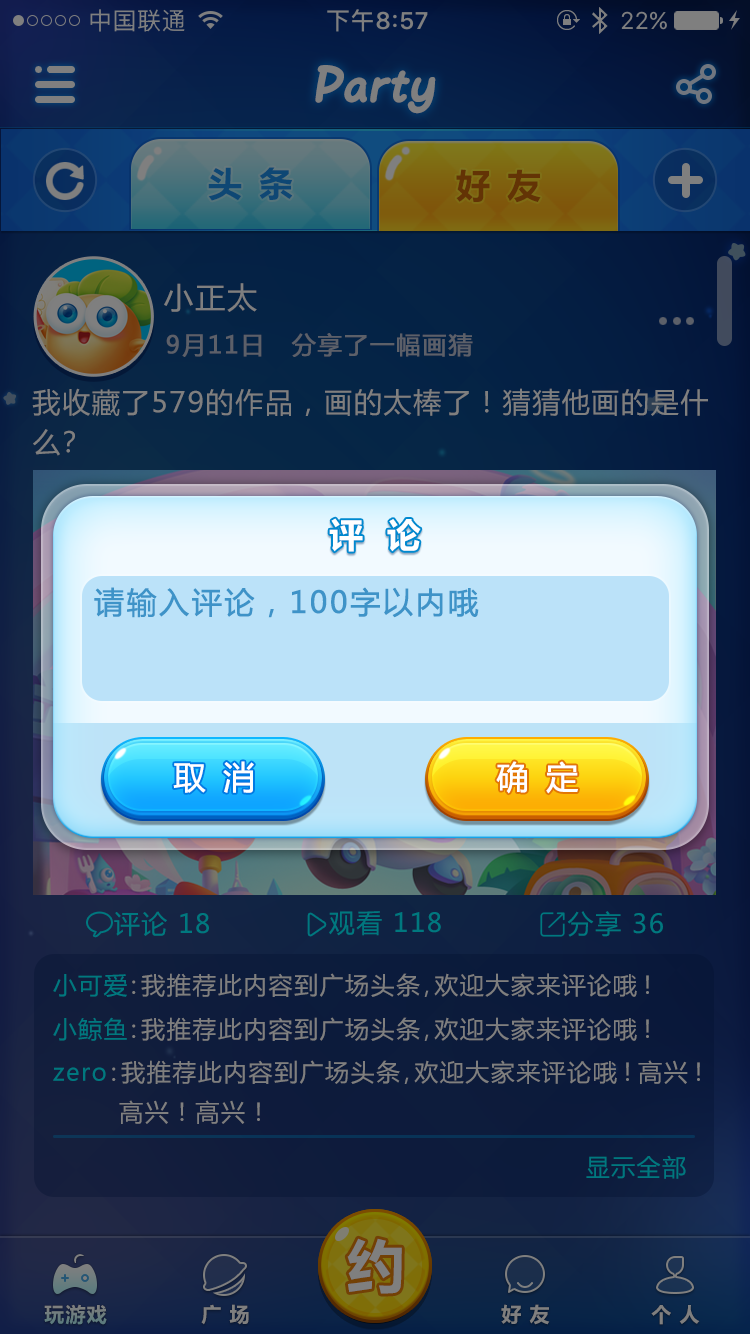 中国联通 下午8:57 22%
Party
头条 好友
小正太
9月11日 分享了一幅画猜
我收藏了579的作品，画的太棒了！猜猜他画的是什
么?
评论
请输入评论，100字以内哦
取消 确定
评论 18 观看 118 分享 36
小可爱:我推荐此内容到广场头条,欢迎大家来评论哦！
小鲸鱼:我推荐此内容到广场头条,欢迎大家来评论哦！
zero:我推荐此内容到广场头条,欢迎大家来评论哦！高兴！
高兴！高兴！
显示全部
约
玩游戏 广场 好友 个人